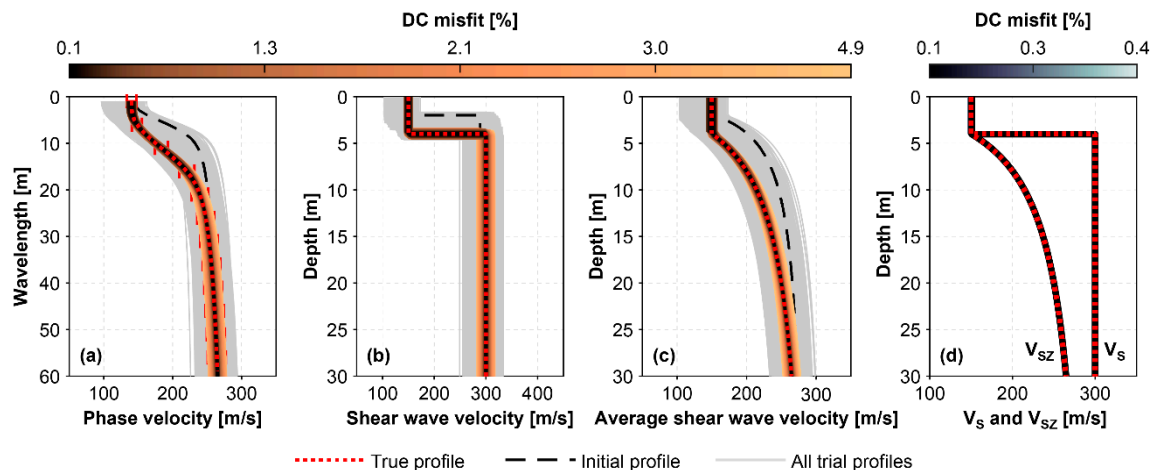 DC misfit [%]
0.1 1.3 2.1 3.0 4.9
DC misfit [%]
0.1 0.3 0.4
Wavelength [m]
0
10
20
30
40
50
60
(a)
100 200 300
Phase velocity [m/s]
Depth [m]
0
5
10
15
20
25
30
(b)
100 200 300 400
Shear wave velocity [m/s]
Depth [m]
0
5
10
15
20
25
30
(c)
100 200 300
Average shear wave velocity [m/s]
Depth [m]
0
5
10
15
20
25
30
(d)
VSZ
VS
100 200 300
VS and VSZ [m/s]
True profile Initial profile All trial profiles